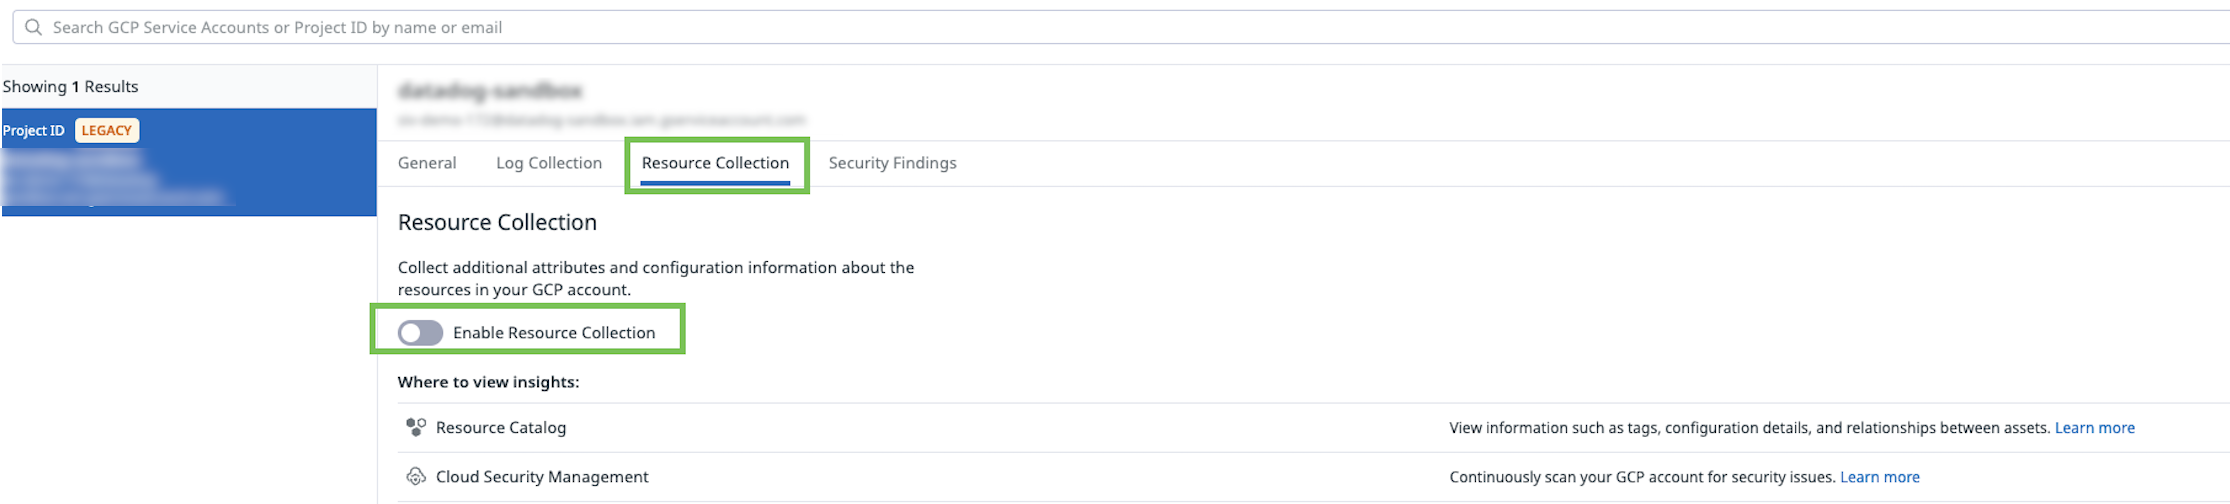 Search GCP Service Accounts or Project ID by name or email
Showing 1 Results
Project ID LEGACY
General Log Collection Resource Collection Security Findings
Resource Collection
Collect additional attributes and configuration information about the
resources in your GCP account.
Enable Resource Collection
Where to view insights:
Resource Catalog View information such as tags, configuration details, and relationships between assets. Learn more
Cloud Security Management Continuously scan your GCP account for security issues. Learn more